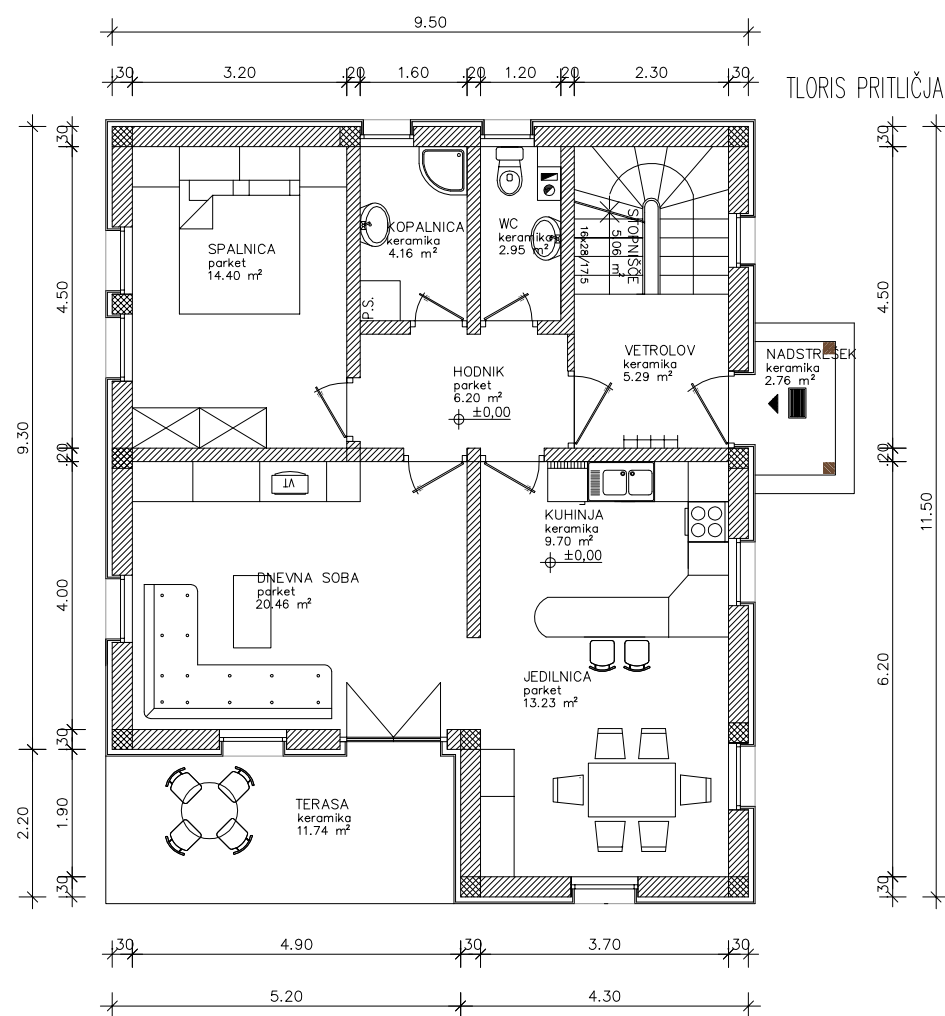 9.50
.30
3.20
.20
1.60
.20
1.20
.20
2.30
.30
TLORIS PRITLIČJA
.30
4.50
9.30
.20
4.00
.30
2.20
1.90
.30
.30
4.50
.20
11.50
6.20
.30
SPALNICA
parket
14.40 m²
KOPALNICA
keramika
4.16 m²
P.S.
WC
keramika
2.95 m²
STOPNIŠČE
5.06 m²
16x28/175
HODNIK
parket
6.20 m²
±0,00
VETROLOV
keramika
5.29 m²
NADSTREŠEK
keramika
2.76 m²
TV
KUHINJA
keramika
9.70 m²
±0,00
DNEVNA SOBA
parket
20.46 m²
JEDILNICA
parket
13.23 m²
TERASA
keramika
11.74 m²
.30
4.90
.30
3.70
.30
5.20
4.30